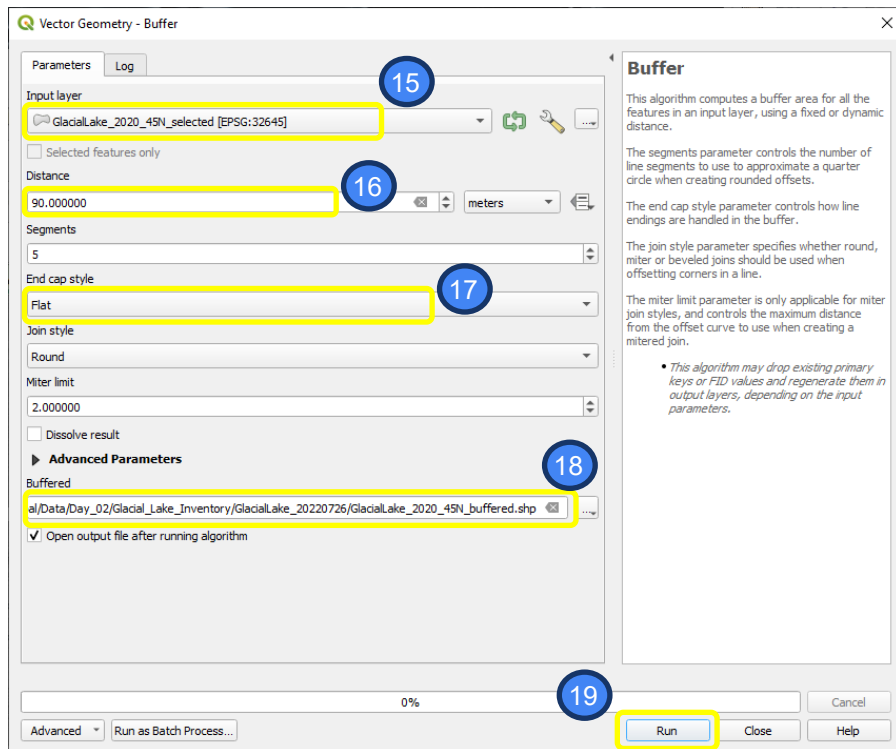 Vector Geometry - Buffer
Parameters
Log
15
Input layer
GlacialLake_2020_45N_selected [EPSG:32645]
...
Selected features only
Distance
16
90.000000
meters
Segments
5
End cap style
17
Flat
Join style
Round
Miter limit
2.000000
Dissolve result
Advanced Parameters
18
Buffered
al/Data/Day_02/Glacial_Lake_Inventory/GlacialLake_20220726/GlacialLake_2020_45N_buffered.shp
...
Open output file after running algorithm
Buffer
This algorithm computes a buffer area for all the
features in an input layer, using a fixed or dynamic
distance.
The segments parameter controls the number of
line segments to use to approximate a quarter
circle when creating rounded offsets.
The end cap style parameter controls how line
endings are handled in the buffer.
The join style parameter specifies whether round,
miter or beveled joins should be used when
offsetting corners in a line.
The miter limit parameter is only applicable for miter
join styles, and controls the maximum distance
from the offset curve to use when creating a
mitered join.
• This algorithm may drop existing primary
keys or FID values and regenerate them in
output layers, depending on the input
parameters.
0%
19
Cancel
Advanced
Run as Batch Process...
Run
Close
Help